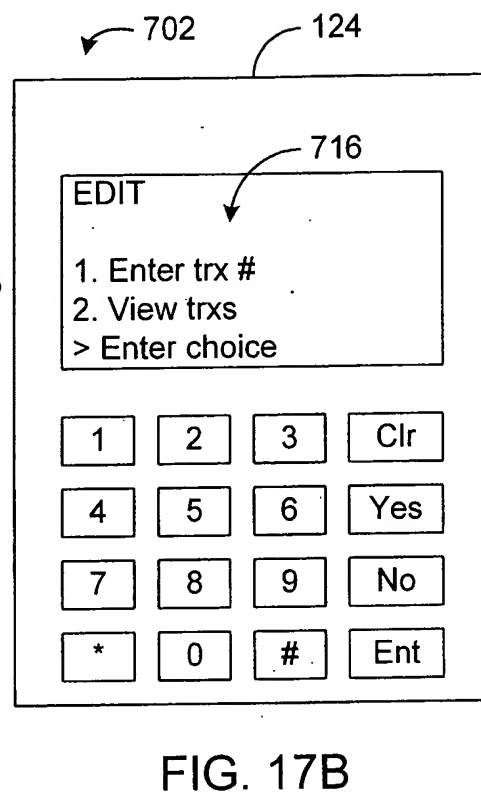 702 124
716
EDIT
1. Enter trx #
2. View trxs
> Enter choice
1 2 3 Clr
4 5 6 Yes
7 8 9 No
* 0 # Ent
FIG. 17B